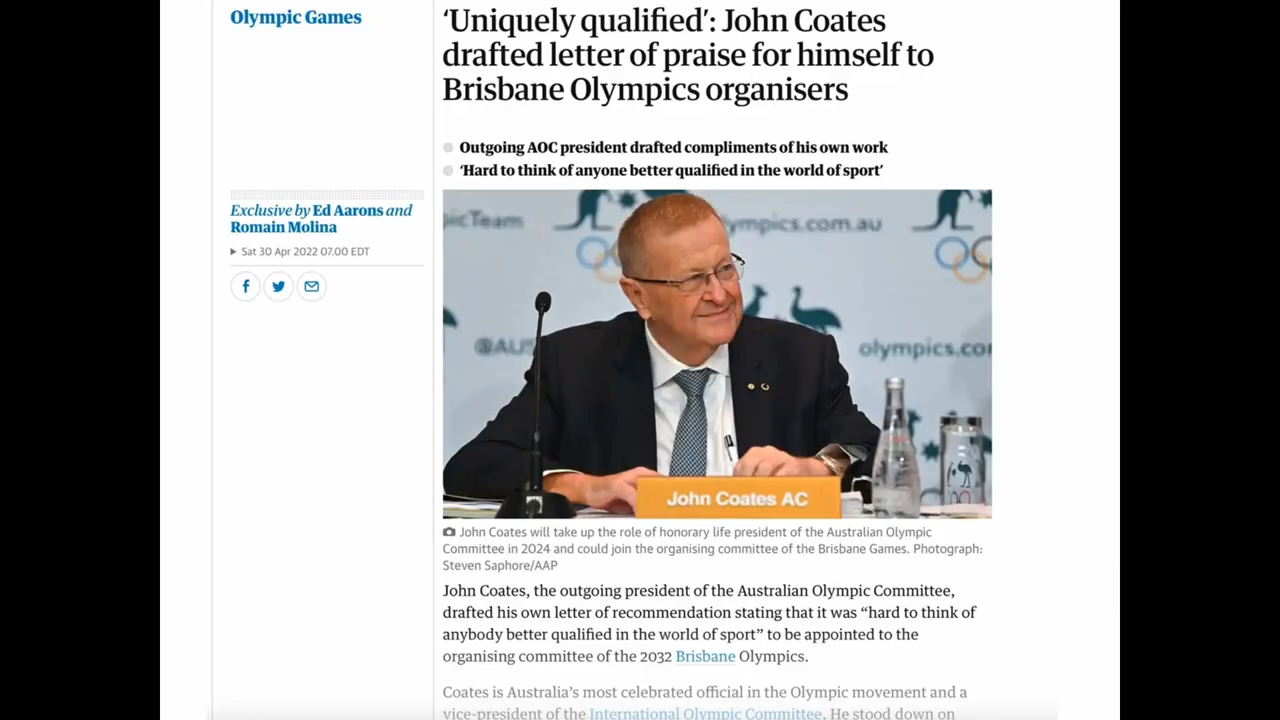 Olympic Games
‘Uniquely qualified’: John Coates
drafted letter of praise for himself to
Brisbane Olympics organisers
Outgoing AOC president drafted compliments of his own work
‘Hard to think of anyone better qualified in the world of sport’
Exclusive by Ed Aarons and
Romain Molina
Sat 30 Apr 2022 07.00 EDT
picTeam
mpics.com.au
@AUS
olympics.com
John Coates AC
John Coates will take up the role of honorary life president of the Australian Olympic
Committee in 2024 and could join the organising committee of the Brisbane Games. Photograph:
Steven Saphore/AAP
John Coates, the outgoing president of the Australian Olympic Committee,
drafted his own letter of recommendation stating that it was “hard to think of
anybody better qualified in the world of sport” to be appointed to the
organising committee of the 2032 Brisbane Olympics.
Coates is Australia’s most celebrated official in the Olympic movement and a
vice-president of the International Olympic Committee. He stood down on